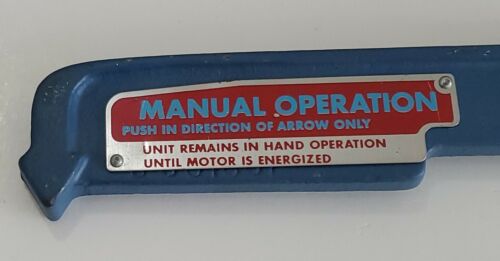 MANUAL OPERATION
PUSH IN DIRECTION OF ARROW ONLY
UNIT REMAINS IN HAND OPERATION
UNTIL MOTOR IS ENERGIZED